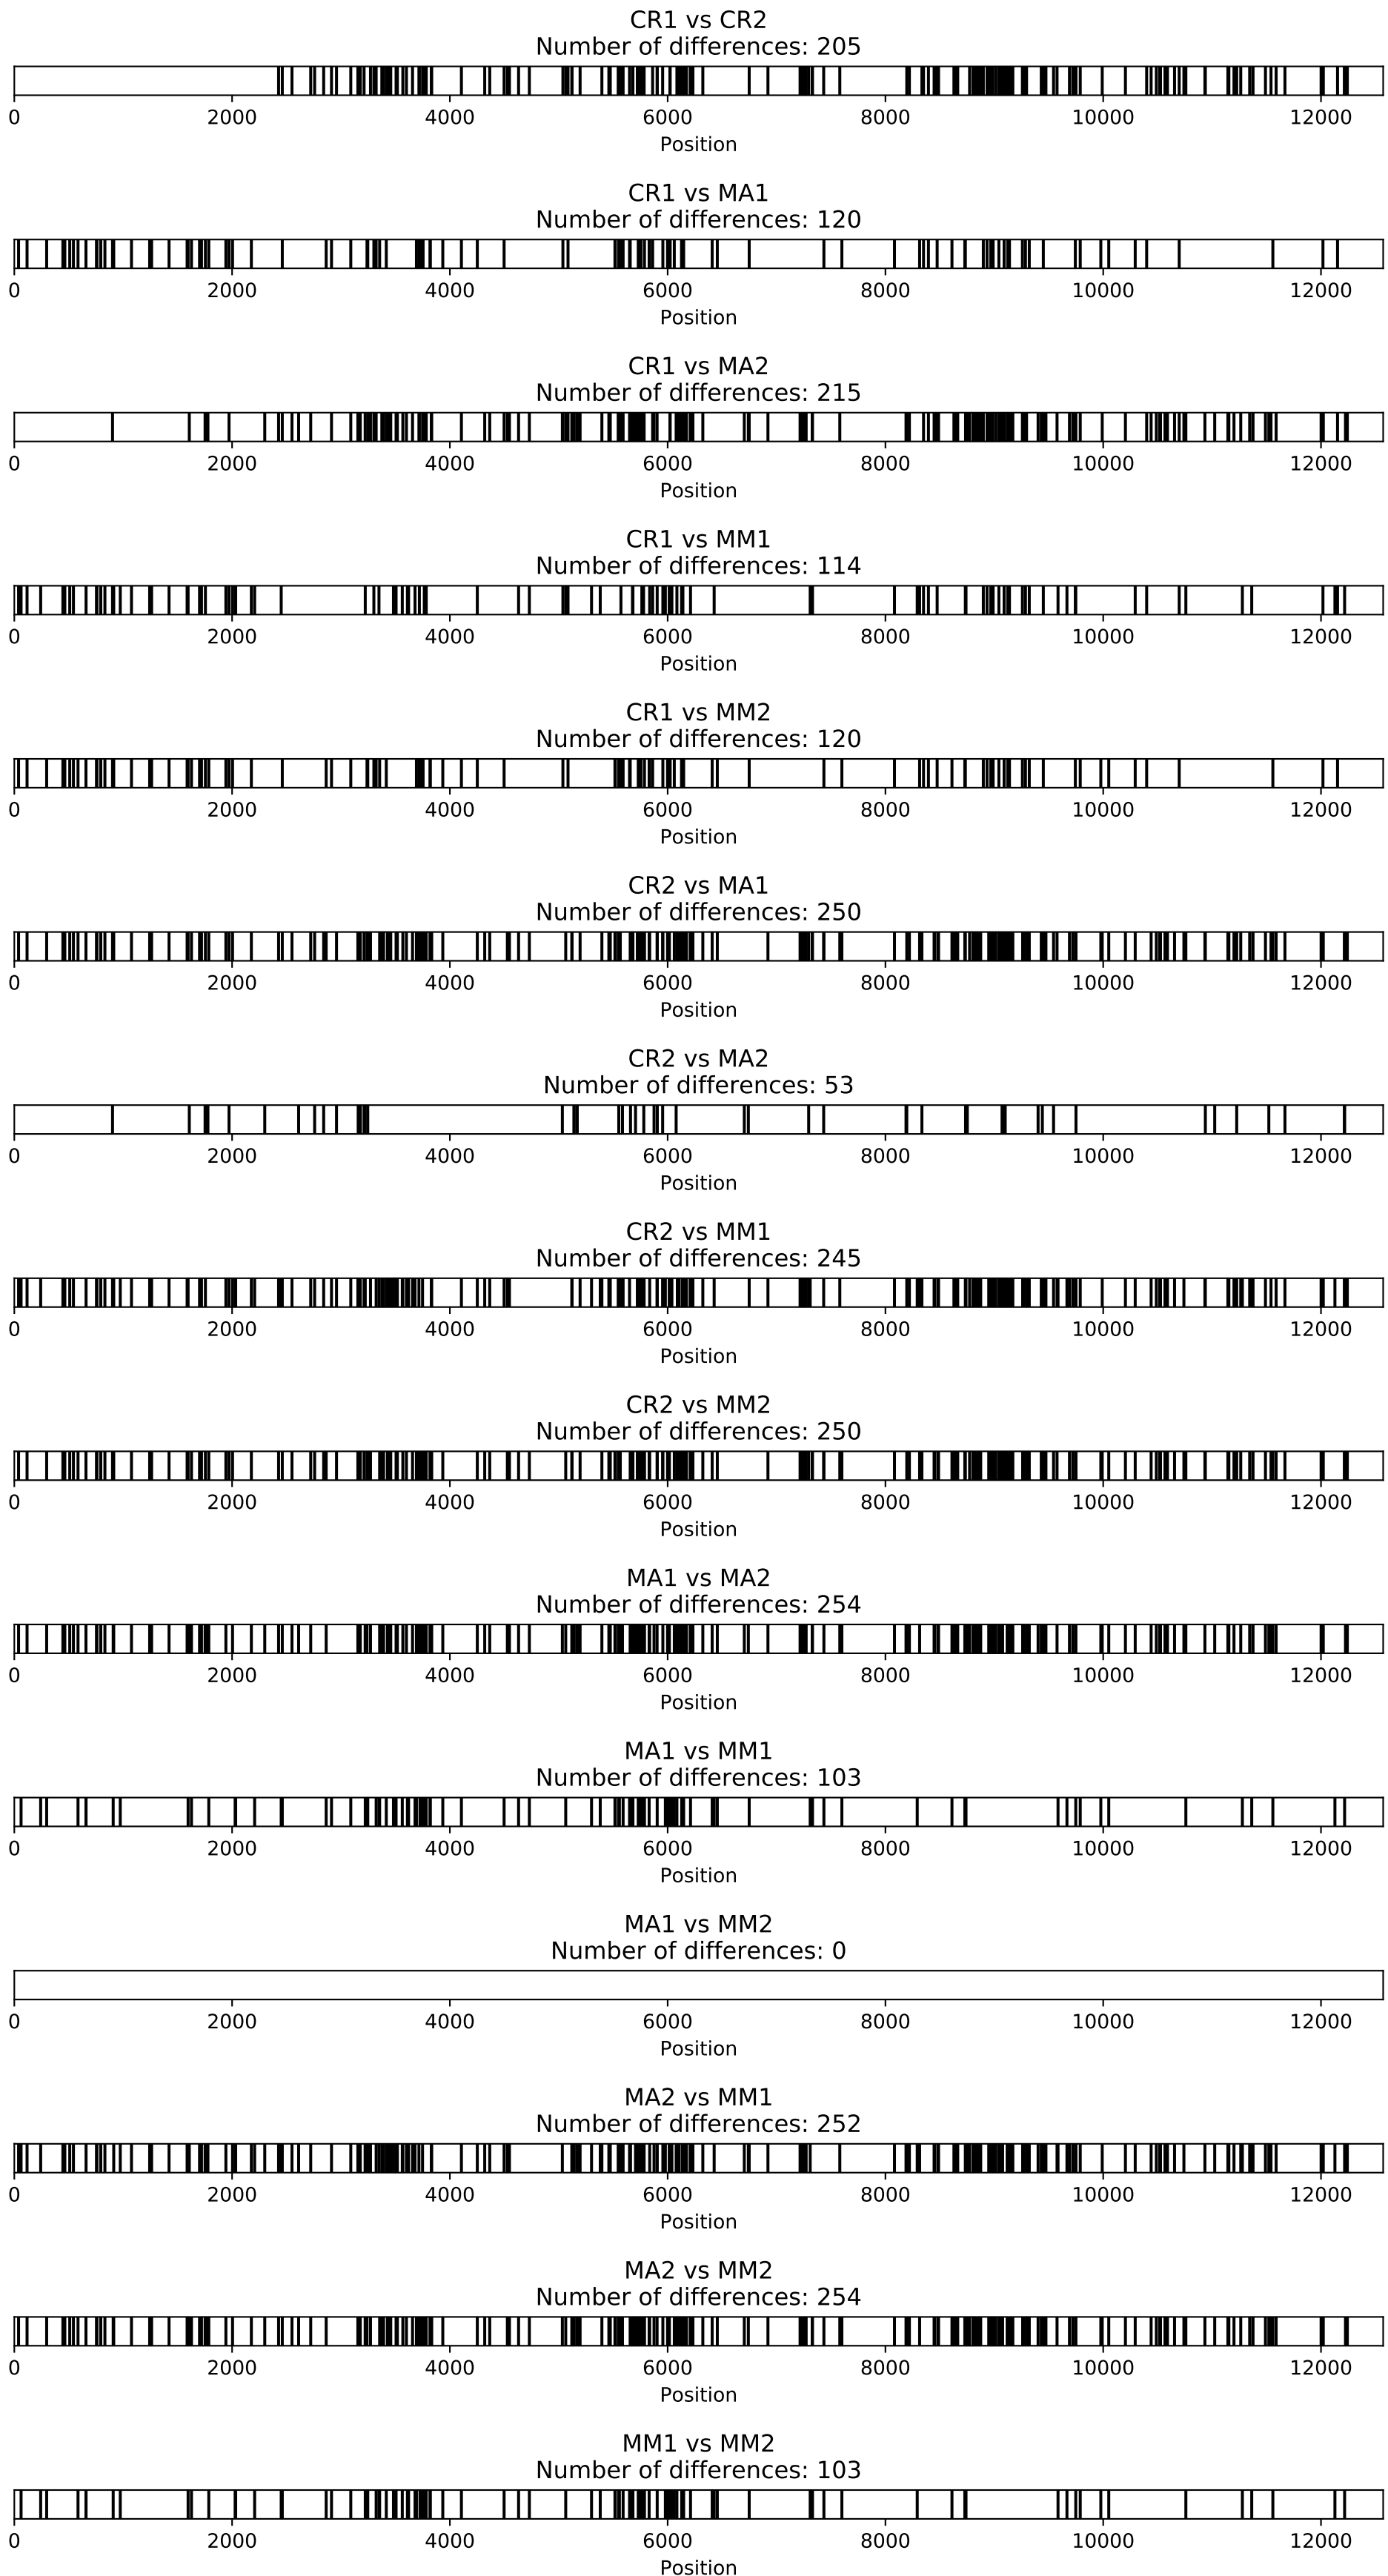 CR1 vs CR2
Number of differences: 205
0 2000 4000 6000 8000 10000 12000
Position
CR1 vs MA1
Number of differences: 120
0 2000 4000 6000 8000 10000 12000
Position
CR1 vs MA2
Number of differences: 215
0 2000 4000 6000 8000 10000 12000
Position
CR1 vs MM1
Number of differences: 114
0 2000 4000 6000 8000 10000 12000
Position
CR1 vs MM2
Number of differences: 120
0 2000 4000 6000 8000 10000 12000
Position
CR2 vs MA1
Number of differences: 250
0 2000 4000 6000 8000 10000 12000
Position
CR2 vs MA2
Number of differences: 53
0 2000 4000 6000 8000 10000 12000
Position
CR2 vs MM1
Number of differences: 245
0 2000 4000 6000 8000 10000 12000
Position
CR2 vs MM2
Number of differences: 250
0 2000 4000 6000 8000 10000 12000
Position
MA1 vs MA2
Number of differences: 254
0 2000 4000 6000 8000 10000 12000
Position
MA1 vs MM1
Number of differences: 103
0 2000 4000 6000 8000 10000 12000
Position
MA1 vs MM2
Number of differences: 0
0 2000 4000 6000 8000 10000 12000
Position
MA2 vs MM1
Number of differences: 252
0 2000 4000 6000 8000 10000 12000
Position
MA2 vs MM2
Number of differences: 254
0 2000 4000 6000 8000 10000 12000
Position
MM1 vs MM2
Number of differences: 103
0 2000 4000 6000 8000 10000 12000
Position